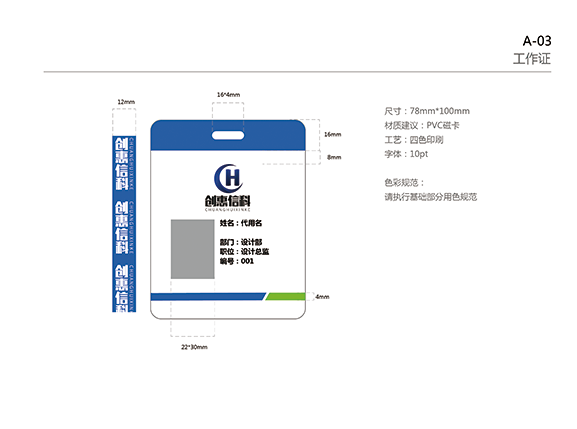 A-03
工作证
12mm
16*4mm
16mm
8mm
尺寸：78mm*100mm
材质建议：PVC磁卡
工艺：四色印刷
字体：10pt
色彩规范：
请执行基础部分用色规范
创惠信科
CHUANGHUIXINKE
创惠信科
CHUANGHUIXINKE
创惠信科
CHUANGHUIXINKE
H
创惠信科
CHUANGHUIXINKE
姓名：代用名
部门：设计部
职位：设计总监
编号：001
4mm
22*30mm